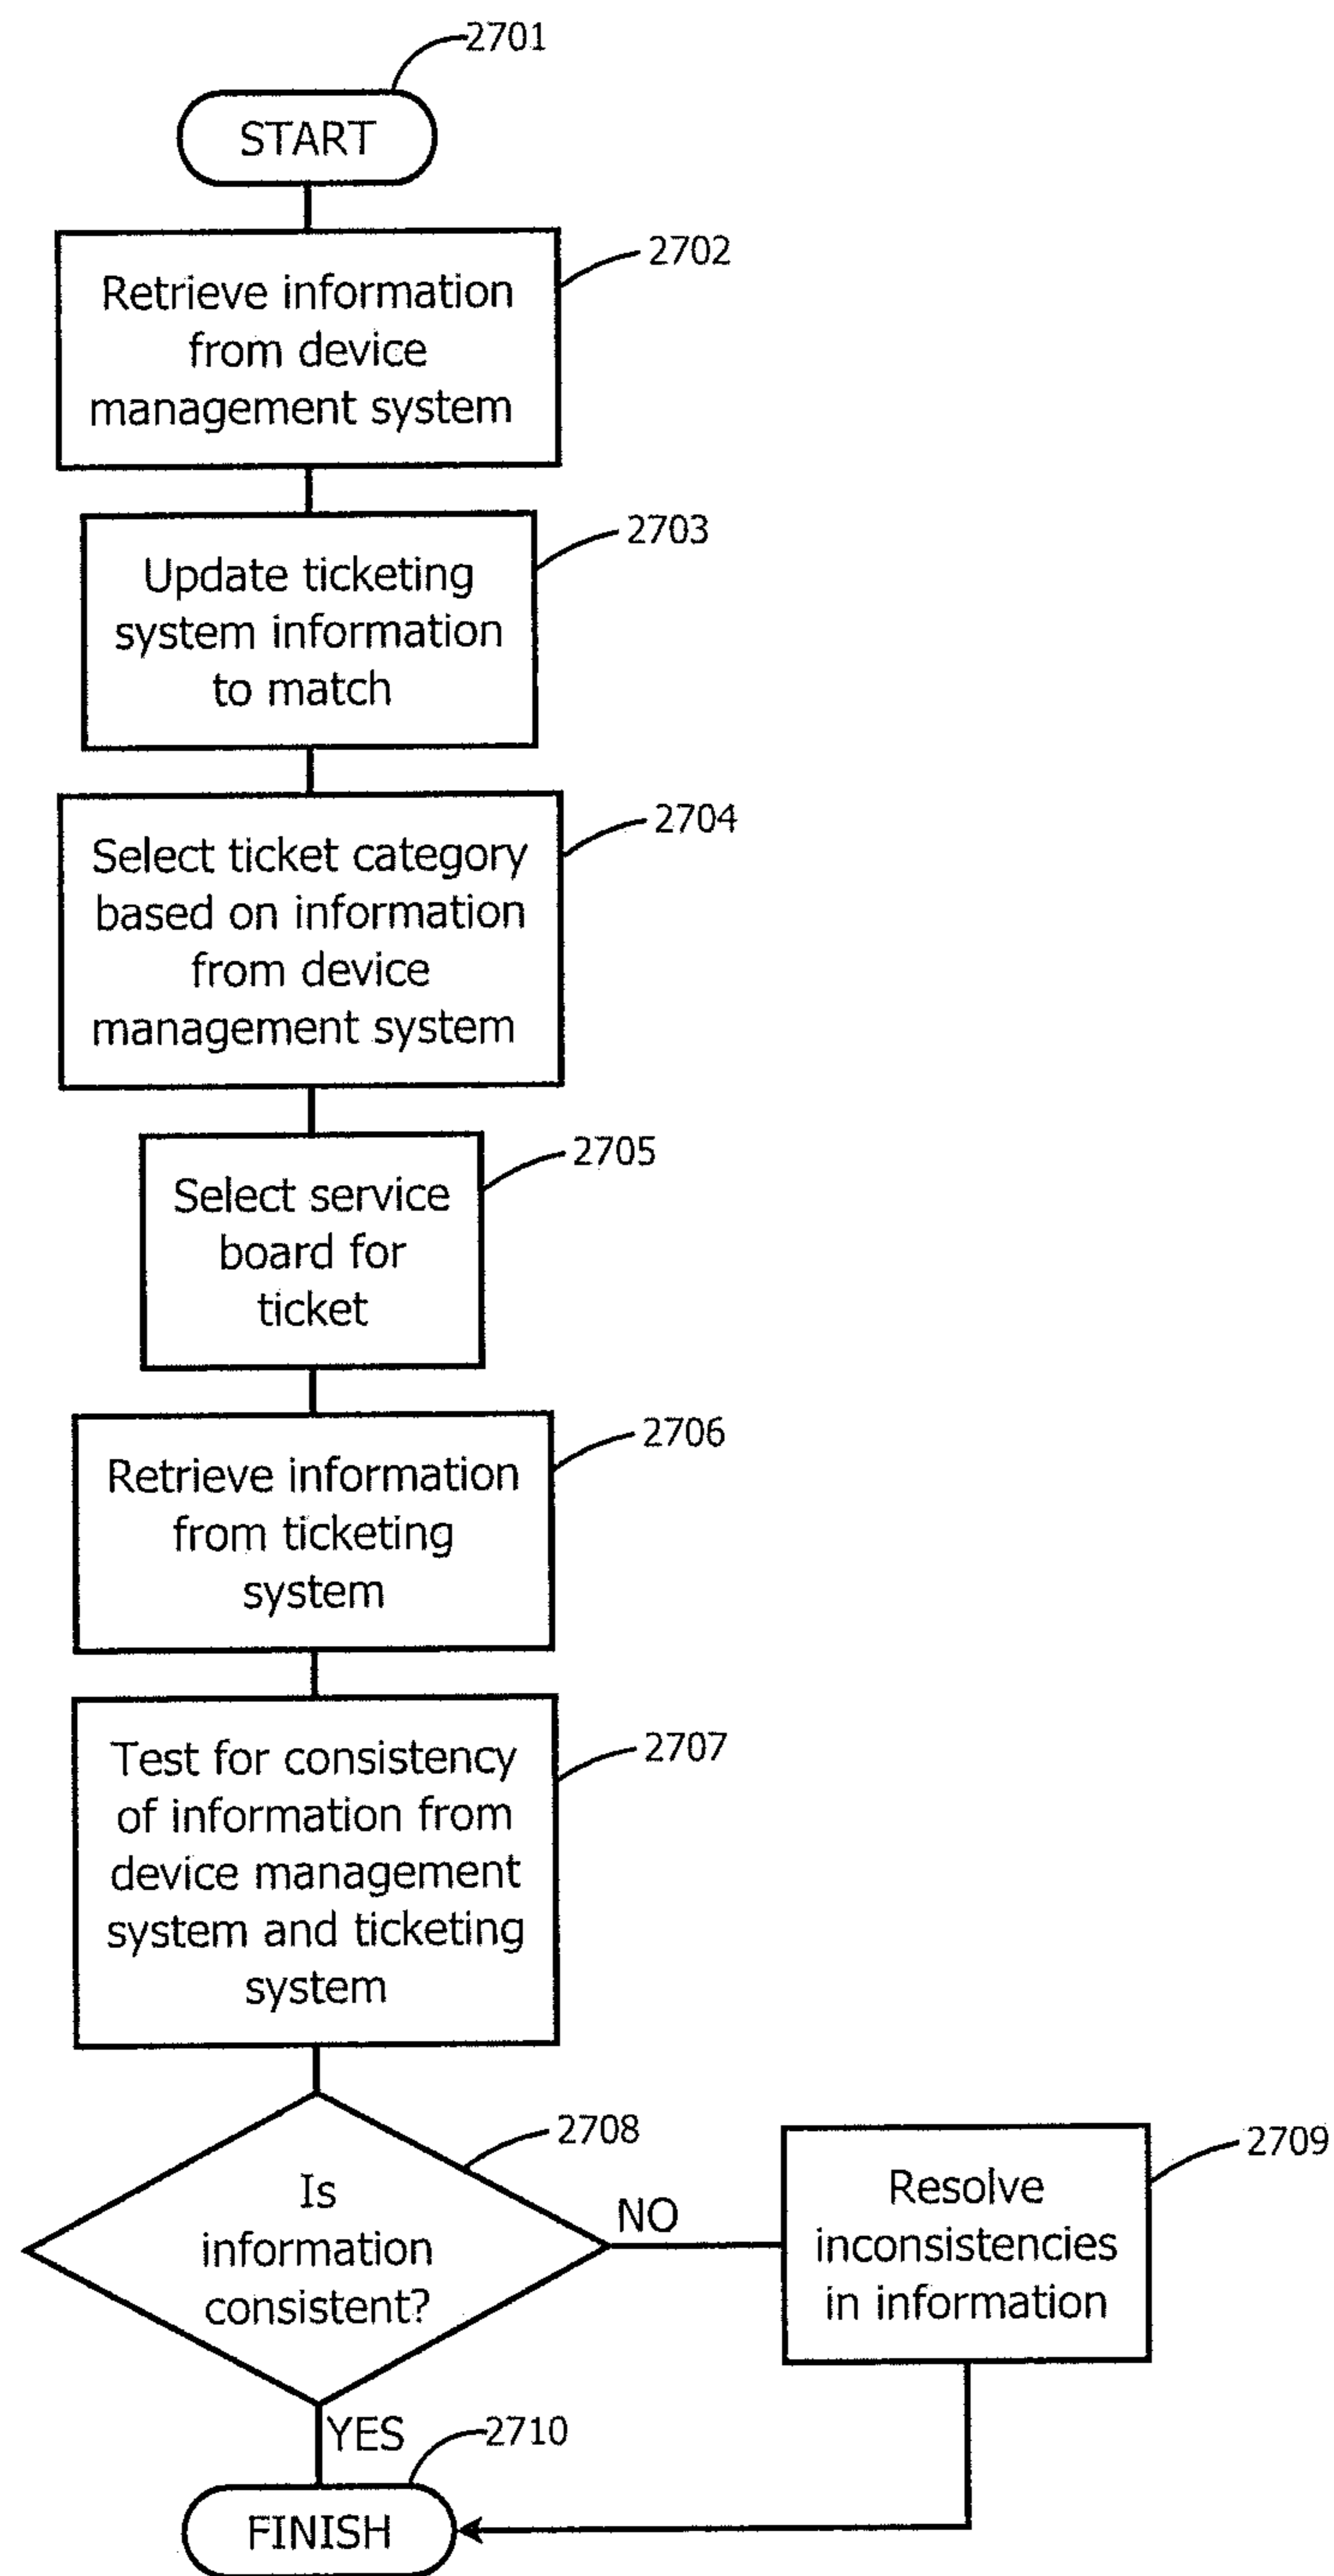 2701
START
2702
Retrieve information
from device
management system
2703
Update ticketing
system information
to match
2704
Select ticket category
based on information
from device
management system
2705
Select service
board for
ticket
2706
Retrieve information
from ticketing
system
2707
Test for consistency
of information from
device management
system and ticketing
system
2708
Is
information
consistent?
NO
2709
Resolve
inconsistencies
in information
YES
2710
FINISH